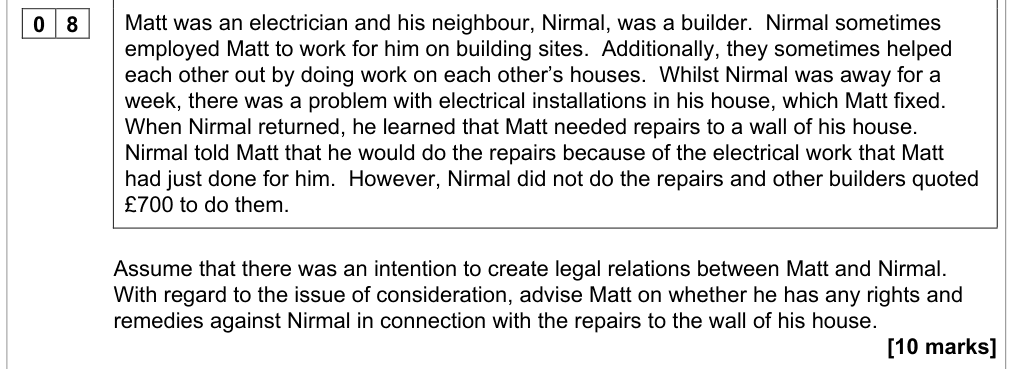 0 8
Matt was an electrician and his neighbour, Nirmal, was a builder. Nirmal sometimes
employed Matt to work for him on building sites. Additionally, they sometimes helped
each other out by doing work on each other's houses. Whilst Nirmal was away for a
week, there was a problem with electrical installations in his house, which Matt fixed.
When Nirmal returned, he learned that Matt needed repairs to a wall of his house.
Nirmal told Matt that he would do the repairs because of the electrical work that Matt
had just done for him. However, Nirmal did not do the repairs and other builders quoted
£700 to do them.
Assume that there was an intention to create legal relations between Matt and Nirmal.
With regard to the issue of consideration, advise Matt on whether he has any rights and
remedies against Nirmal in connection with the repairs to the wall of his house.
[10 marks]